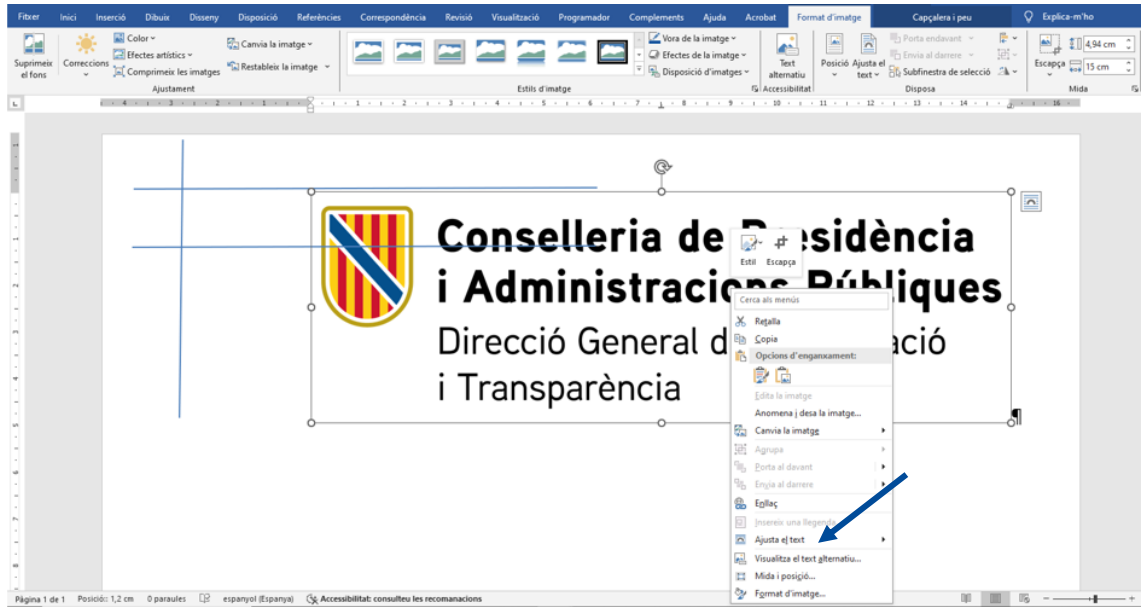 Fitxer Inici Inserció Dibuix Disseny Disposició Referències Correspondència Revisió Visualització Programador Complements Ajuda Acrobat Format d'imatge Capçalera i peu Explica-m'ho
Suprimeix el fons
Correccions
Color
Efectes artístics
Comprimeix les imatges
Canvia la imatge
Restableix la imatge
Ajustament
Estils d'imatge
Vora de la imatge
Efectes de la imatge
Disposició d'imatges
Text alternatiu
Accessibilitat
Posició
Ajusta el text
Porta endavant
Envia al darrere
Subfinestra de selecció
Disposa
Escapça
4,94 cm
15 cm
Mida
Conselleria de
sidència
i Administracions Públiques
Direcció General d
ació
i Transparència
Estil Escapça
Cerca als menús
Retalla
Copia
Opcions d'enganxament:
Edita la imatge
Anomena i desa la imatge...
Canvia la imatge
Agrupa
Porta al davant
Envia al darrere
Enllaç
Insereix una llegenda
Ajusta el text
Visualitza el text alternatiu...
Mida i posició...
Format d'imatge...
Pàgina 1 de 1 Posició: 1,2 cm 0 paraules espanyol (Espanya) Accessibilitat: consulteu les recomanacions